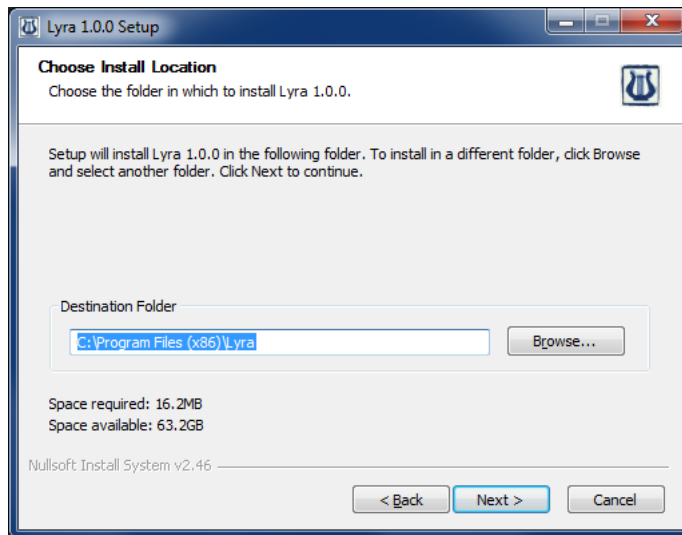 Lyra 1.0.0 Setup
Choose Install Location
Choose the folder in which to install Lyra 1.0.0.
Setup will install Lyra 1.0.0 in the following folder. To install in a different folder, click Browse
and select another folder. Click Next to continue.
Destination Folder
C:\Program Files (x86)\Lyra
Browse...
Space required: 16.2MB
Space available: 63.2GB
Nullsoft Install System v2.46
< Back
Next >
Cancel